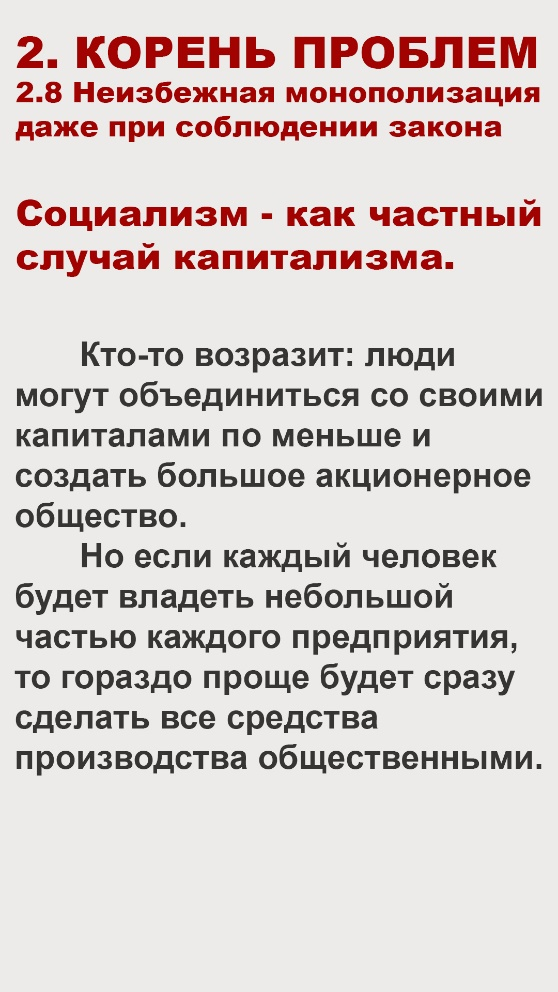 2. КОРЕНЬ ПРОБЛЕМ
2.8 Неизбежная монополизация
даже при соблюдении закона
Социализм - как частный
случай капитализма.
Кто-то возразит: люди
могут объединиться со своими
капиталами по меньше и
создать большое акционерное
общество.
Но если каждый человек
будет владеть небольшой
частью каждого предприятия,
то гораздо проще будет сразу
сделать все средства
производства общественными.